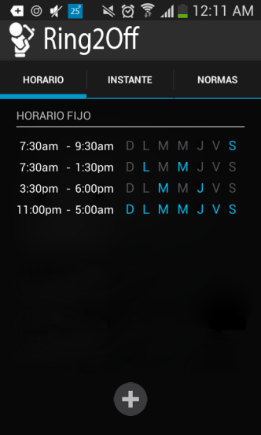 25° 12:11 AM
Ring2Off
HORARIO INSTANTE NORMAS
HORARIO FIJO
7:30am - 9:30am D L M M J V S
7:30am - 1:30pm D L M M J V S
3:30pm - 6:00pm D L M M J V S
11:00pm - 5:00am D L M M J V S